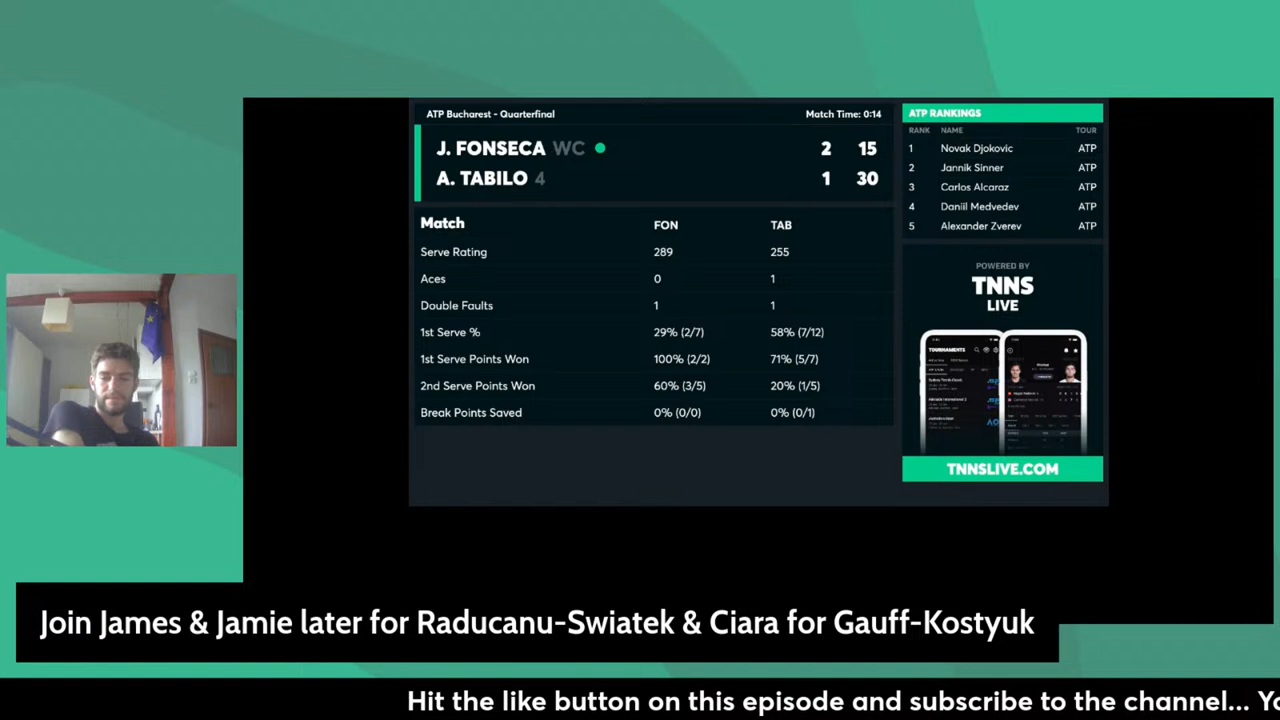 ATP Bucharest - Quarterfinal Match Time: 0:14
J. FONSECA WC 2 15
A. TABILO 4 1 30
Match FON TAB
Serve Rating 289 255
Aces 0 1
Double Faults 1 1
1st Serve % 29% (2/7) 58% (7/12)
1st Serve Points Won 100% (2/2) 71% (5/7)
2nd Serve Points Won 60% (3/5) 20% (1/5)
Break Points Saved 0% (0/0) 0% (0/1)
ATP RANKINGS
RANK NAME TOUR
1 Novak Djokovic ATP
2 Jannik Sinner ATP
3 Carlos Alcaraz ATP
4 Daniil Medvedev ATP
5 Alexander Zverev ATP
POWERED BY
TNNS
LIVE
TOURNAMENTS
TNNSLIVE.COM
Join James & Jamie later for Raducanu-Swiatek & Ciara for Gauff-Kostyuk
Hit the like button on this episode and subscribe to the channel...